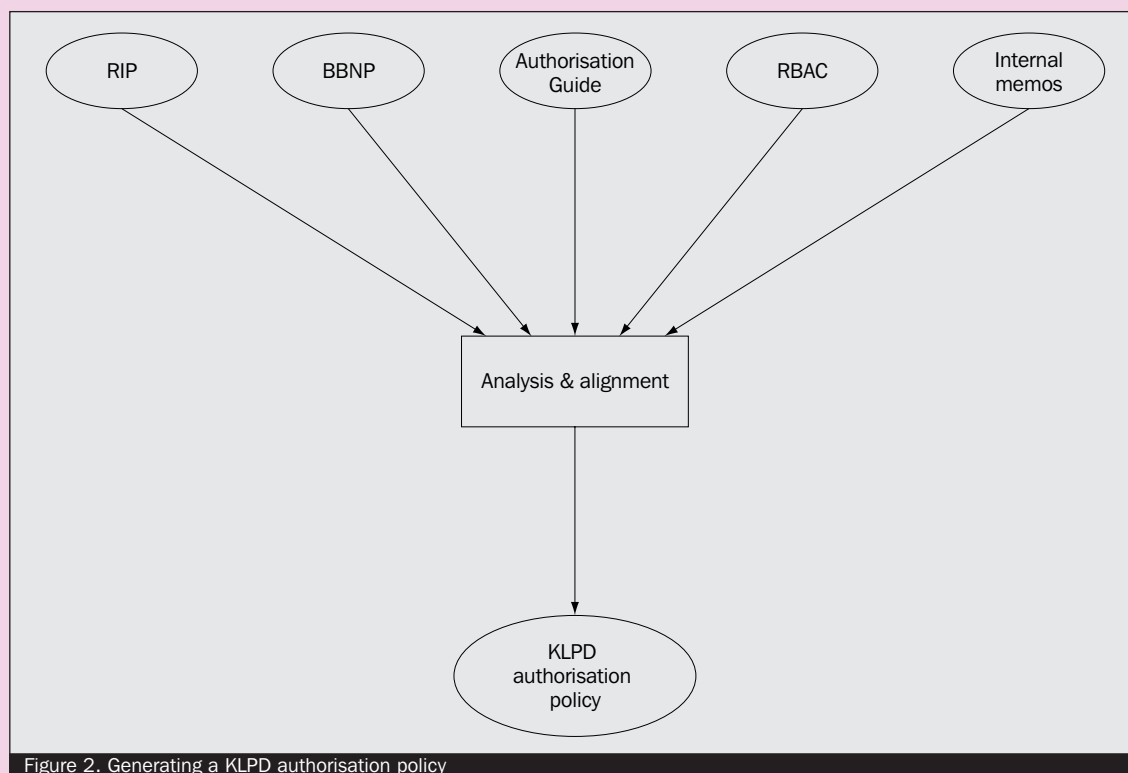 RIP
BBNP
Authorisation
Guide
RBAC
Internal
memos
Analysis & alignment
KLPD
authorisation
policy
Figure 2. Generating a KLPD authorisation policy